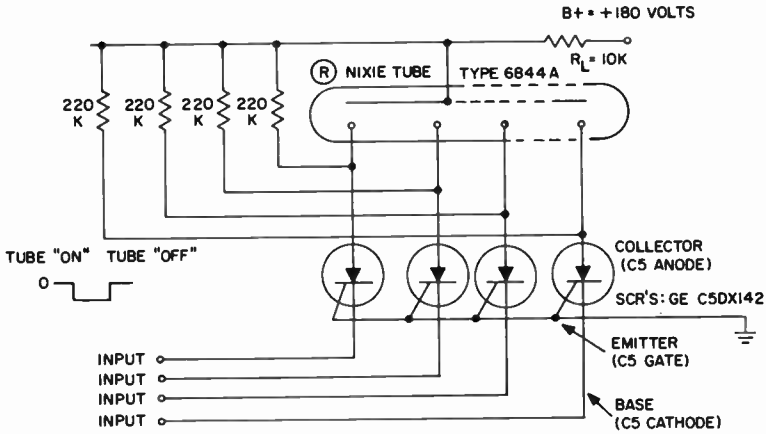 B+ = +180 VOLTS
RL = 10K
R NIXIE TUBE TYPE 6844A
220 K
220 K
220 K
220 K
TUBE "ON" TUBE "OFF"
0
COLLECTOR
(C5 ANODE)
SCR'S: GE C5DX142
EMITTER
(C5 GATE)
BASE
(C5 CATHODE)
INPUT
INPUT
INPUT
INPUT